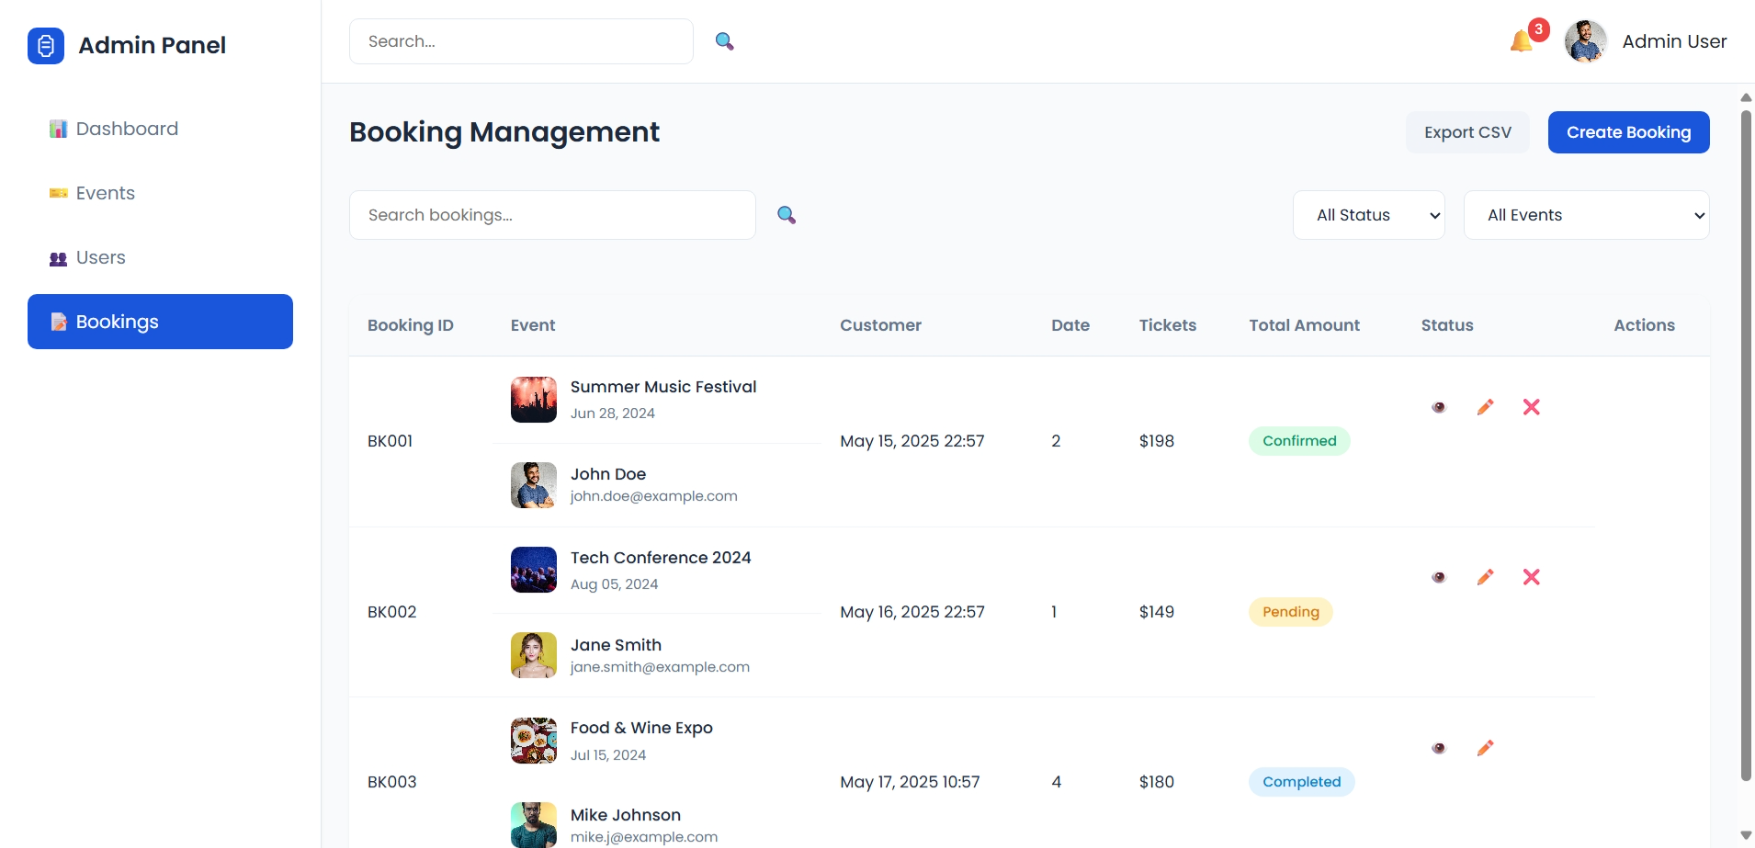 Admin Panel
Search...
3
Admin User
Dashboard
Events
Users
Bookings
Booking Management
Export CSV
Create Booking
Search bookings...
All Status
All Events
Booking ID Event Customer Date Tickets Total Amount Status Actions
Summer Music Festival
Jun 28, 2024
BK001 May 15, 2025 22:57 2 $198 Confirmed
John Doe
john.doe@example.com
Tech Conference 2024
Aug 05, 2024
BK002 May 16, 2025 22:57 1 $149 Pending
Jane Smith
jane.smith@example.com
Food & Wine Expo
Jul 15, 2024
BK003 May 17, 2025 10:57 4 $180 Completed
Mike Johnson
mike.j@example.com